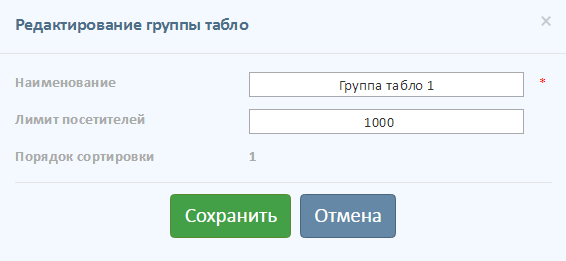 Редактирование группы табло ×
Наименование Группа табло 1 *
Лимит посетителей 1000
Порядок сортировки 1
Сохранить Отмена